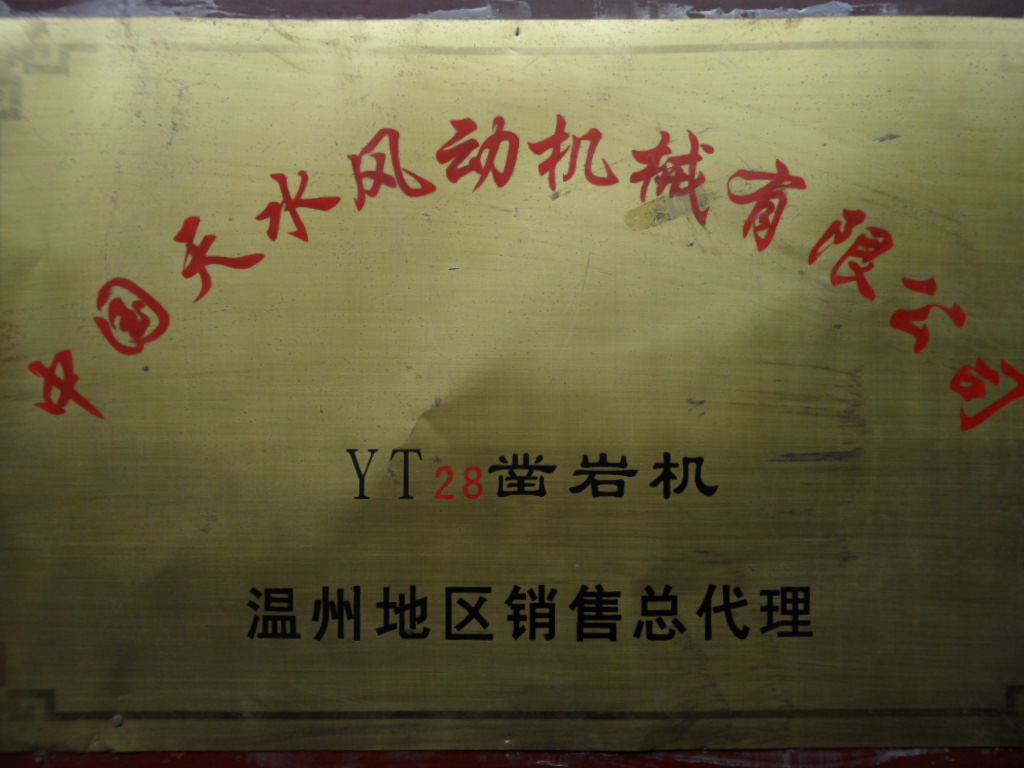 中国天水风动机械有限公司
YT28凿岩机
温州地区销售总代理